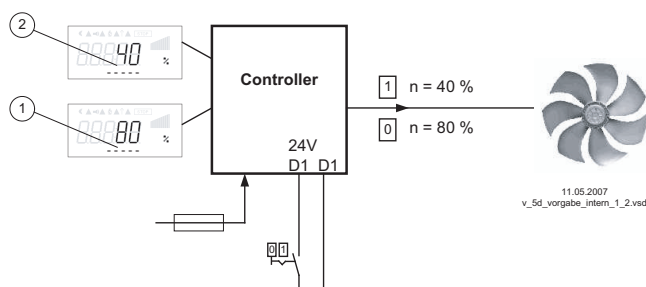 2
40
%
1
80
%
Controller
24V
D1 D1
1 n = 40 %
0 n = 80 %
11.05.2007
v_5d_vorgabe_intern_1_2.vsd
0 1